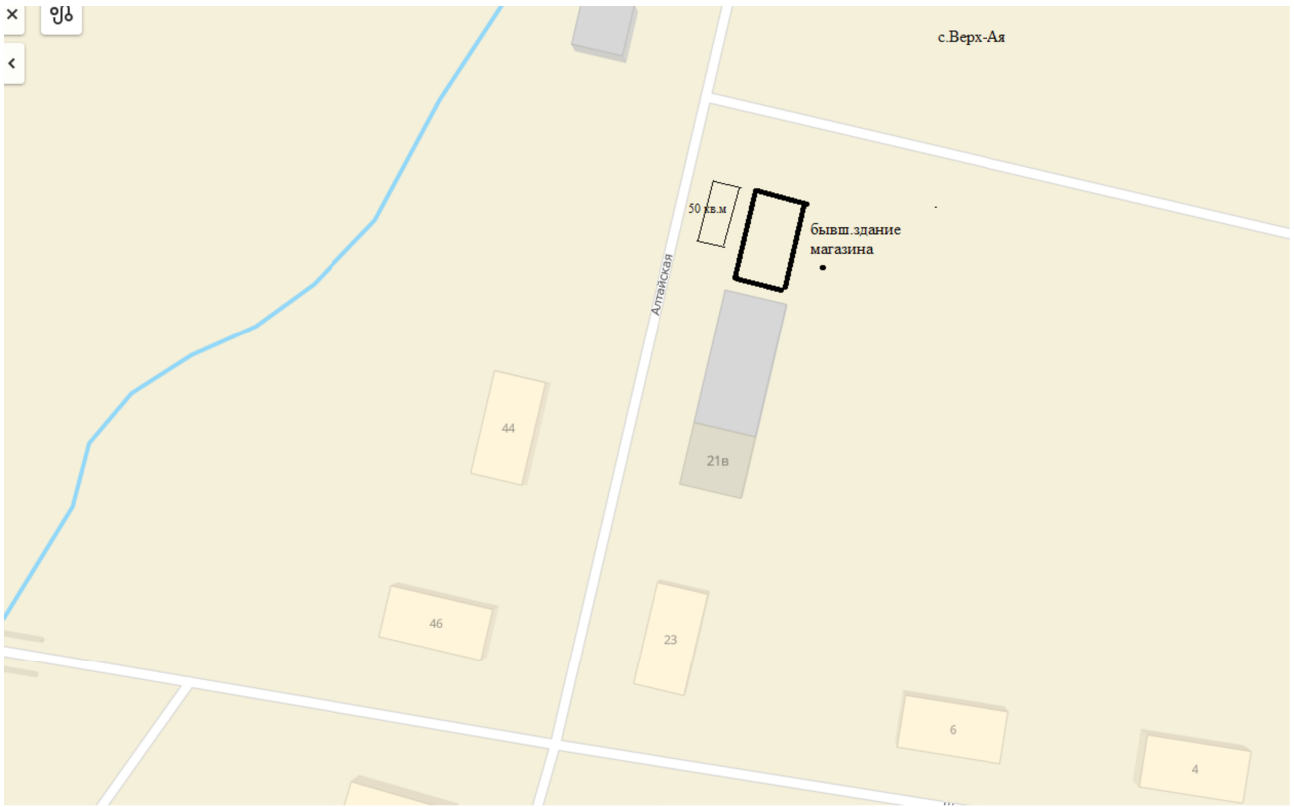 с.Верх-Ая
50 кв.м
бывш.здание
магазина
Алтайская
44
21в
46
23
6
4